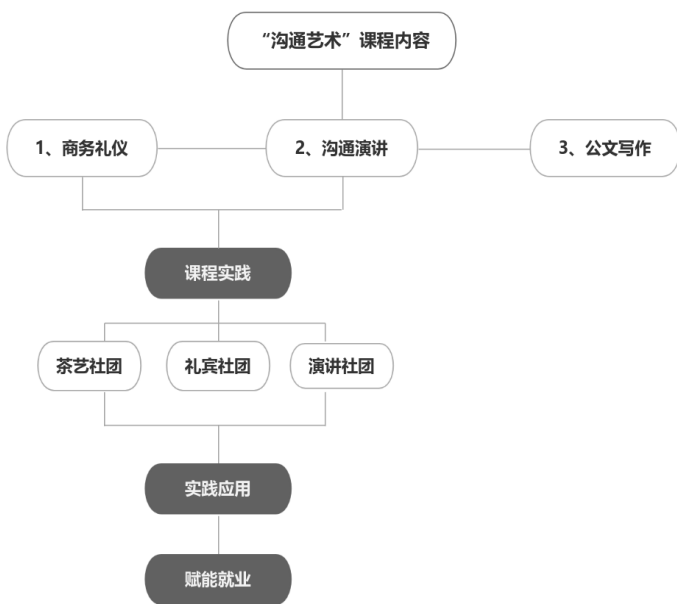 “沟通艺术”课程内容
1、商务礼仪
2、沟通演讲
3、公文写作
课程实践
茶艺社团
礼宾社团
演讲社团
实践应用
赋能就业